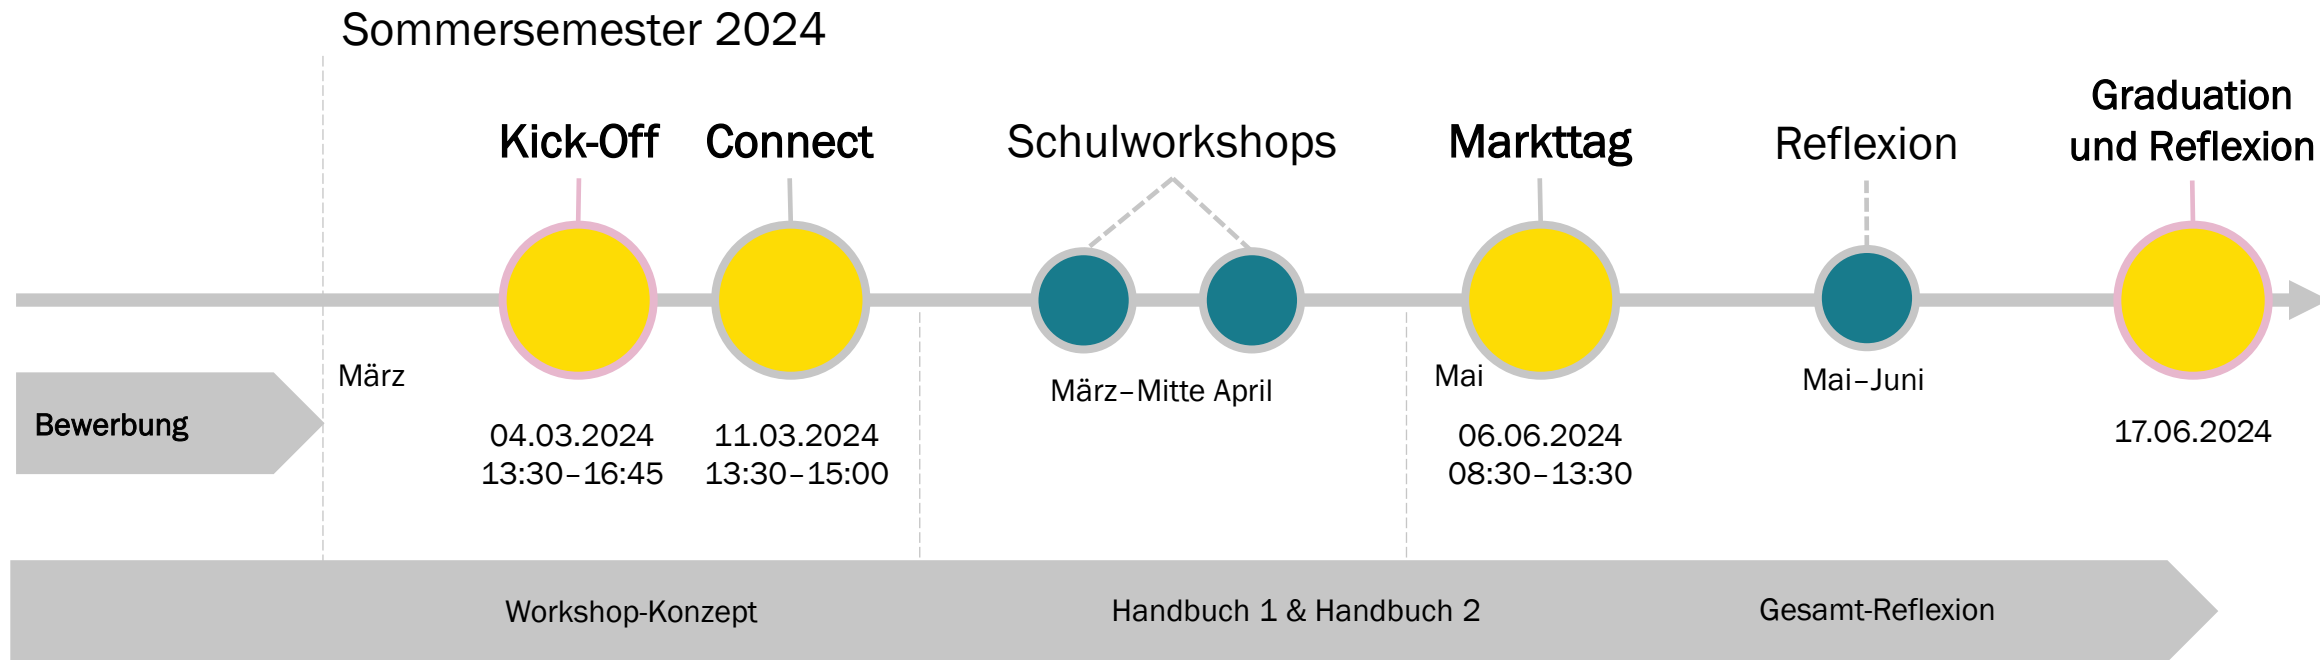 Sommersemester 2024
Kick-Off
Connect
Schulworkshops
Markttag
Reflexion
Graduation
und Reflexion
März
März–Mitte April
Mai
Mai–Juni
Bewerbung
04.03.2024
13:30–16:45
11.03.2024
13:30–15:00
06.06.2024
08:30–13:30
17.06.2024
Workshop-Konzept
Handbuch 1 & Handbuch 2
Gesamt-Reflexion